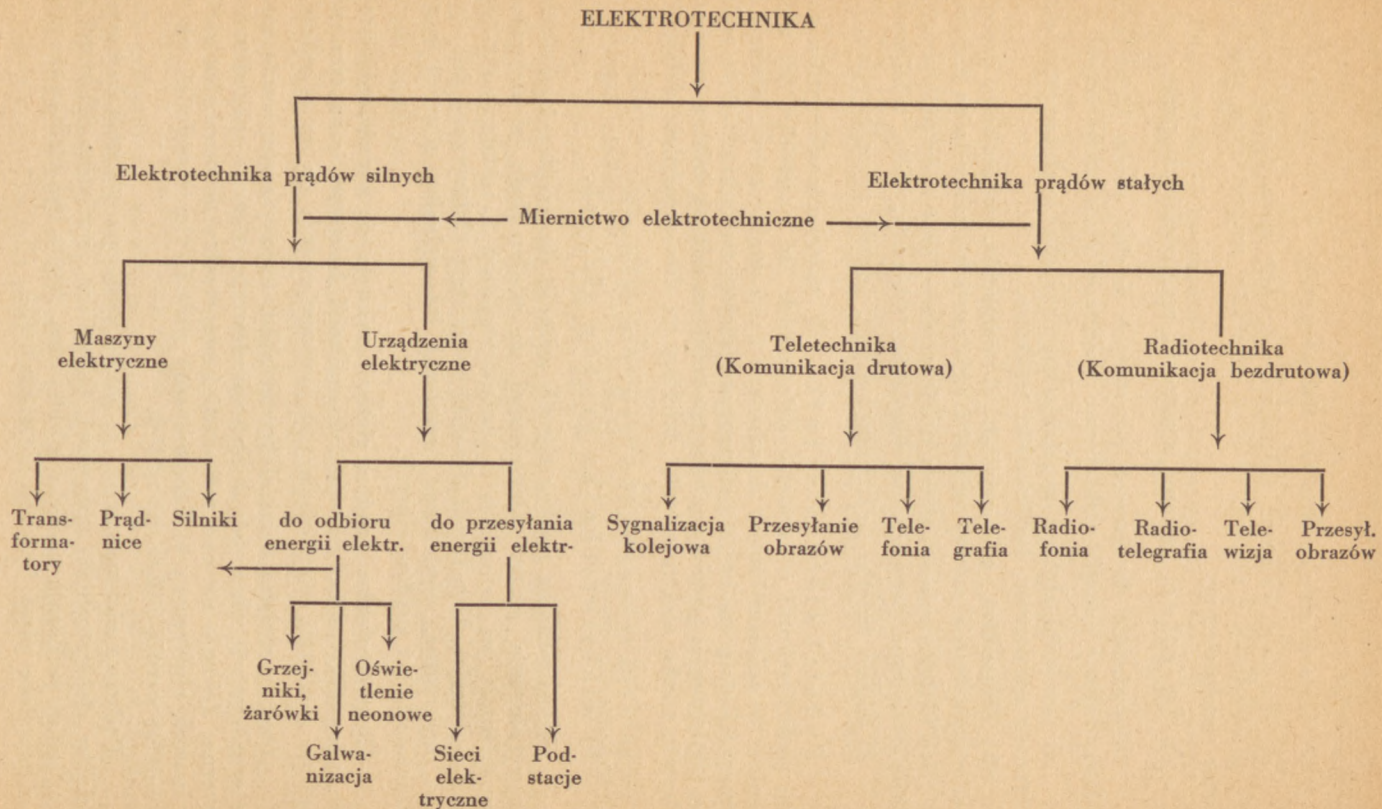 ELEKTROTECHNIKA
Elektrotechnika prądów silnych
Elektrotechnika prądów stałych
Miernictwo elektrotechniczne
Maszyny
elektryczne
Urządzenia
elektryczne
Teletechnika
(Komunikacja drutowa)
Radiotechnika
(Komunikacja bezdrutowa)
Trans-
forma-
tory
Prąd-
nice
Silniki
do odbioru
energii elektr.
do przesyłania
energii elektr-
Sygnalizacja
kolejowa
Przesyłanie
obrazów
Tele-
fonia
Tele-
grafia
Radio-
fonia
Radio-
telegrafia
Tele-
wizja
Przesył.
obrazów
Grzej-
niki,
żarówki
Oświe-
tlenie
neonowe
Galwa-
nizacja
Sieci
elek-
tryczne
Pod-
stacje